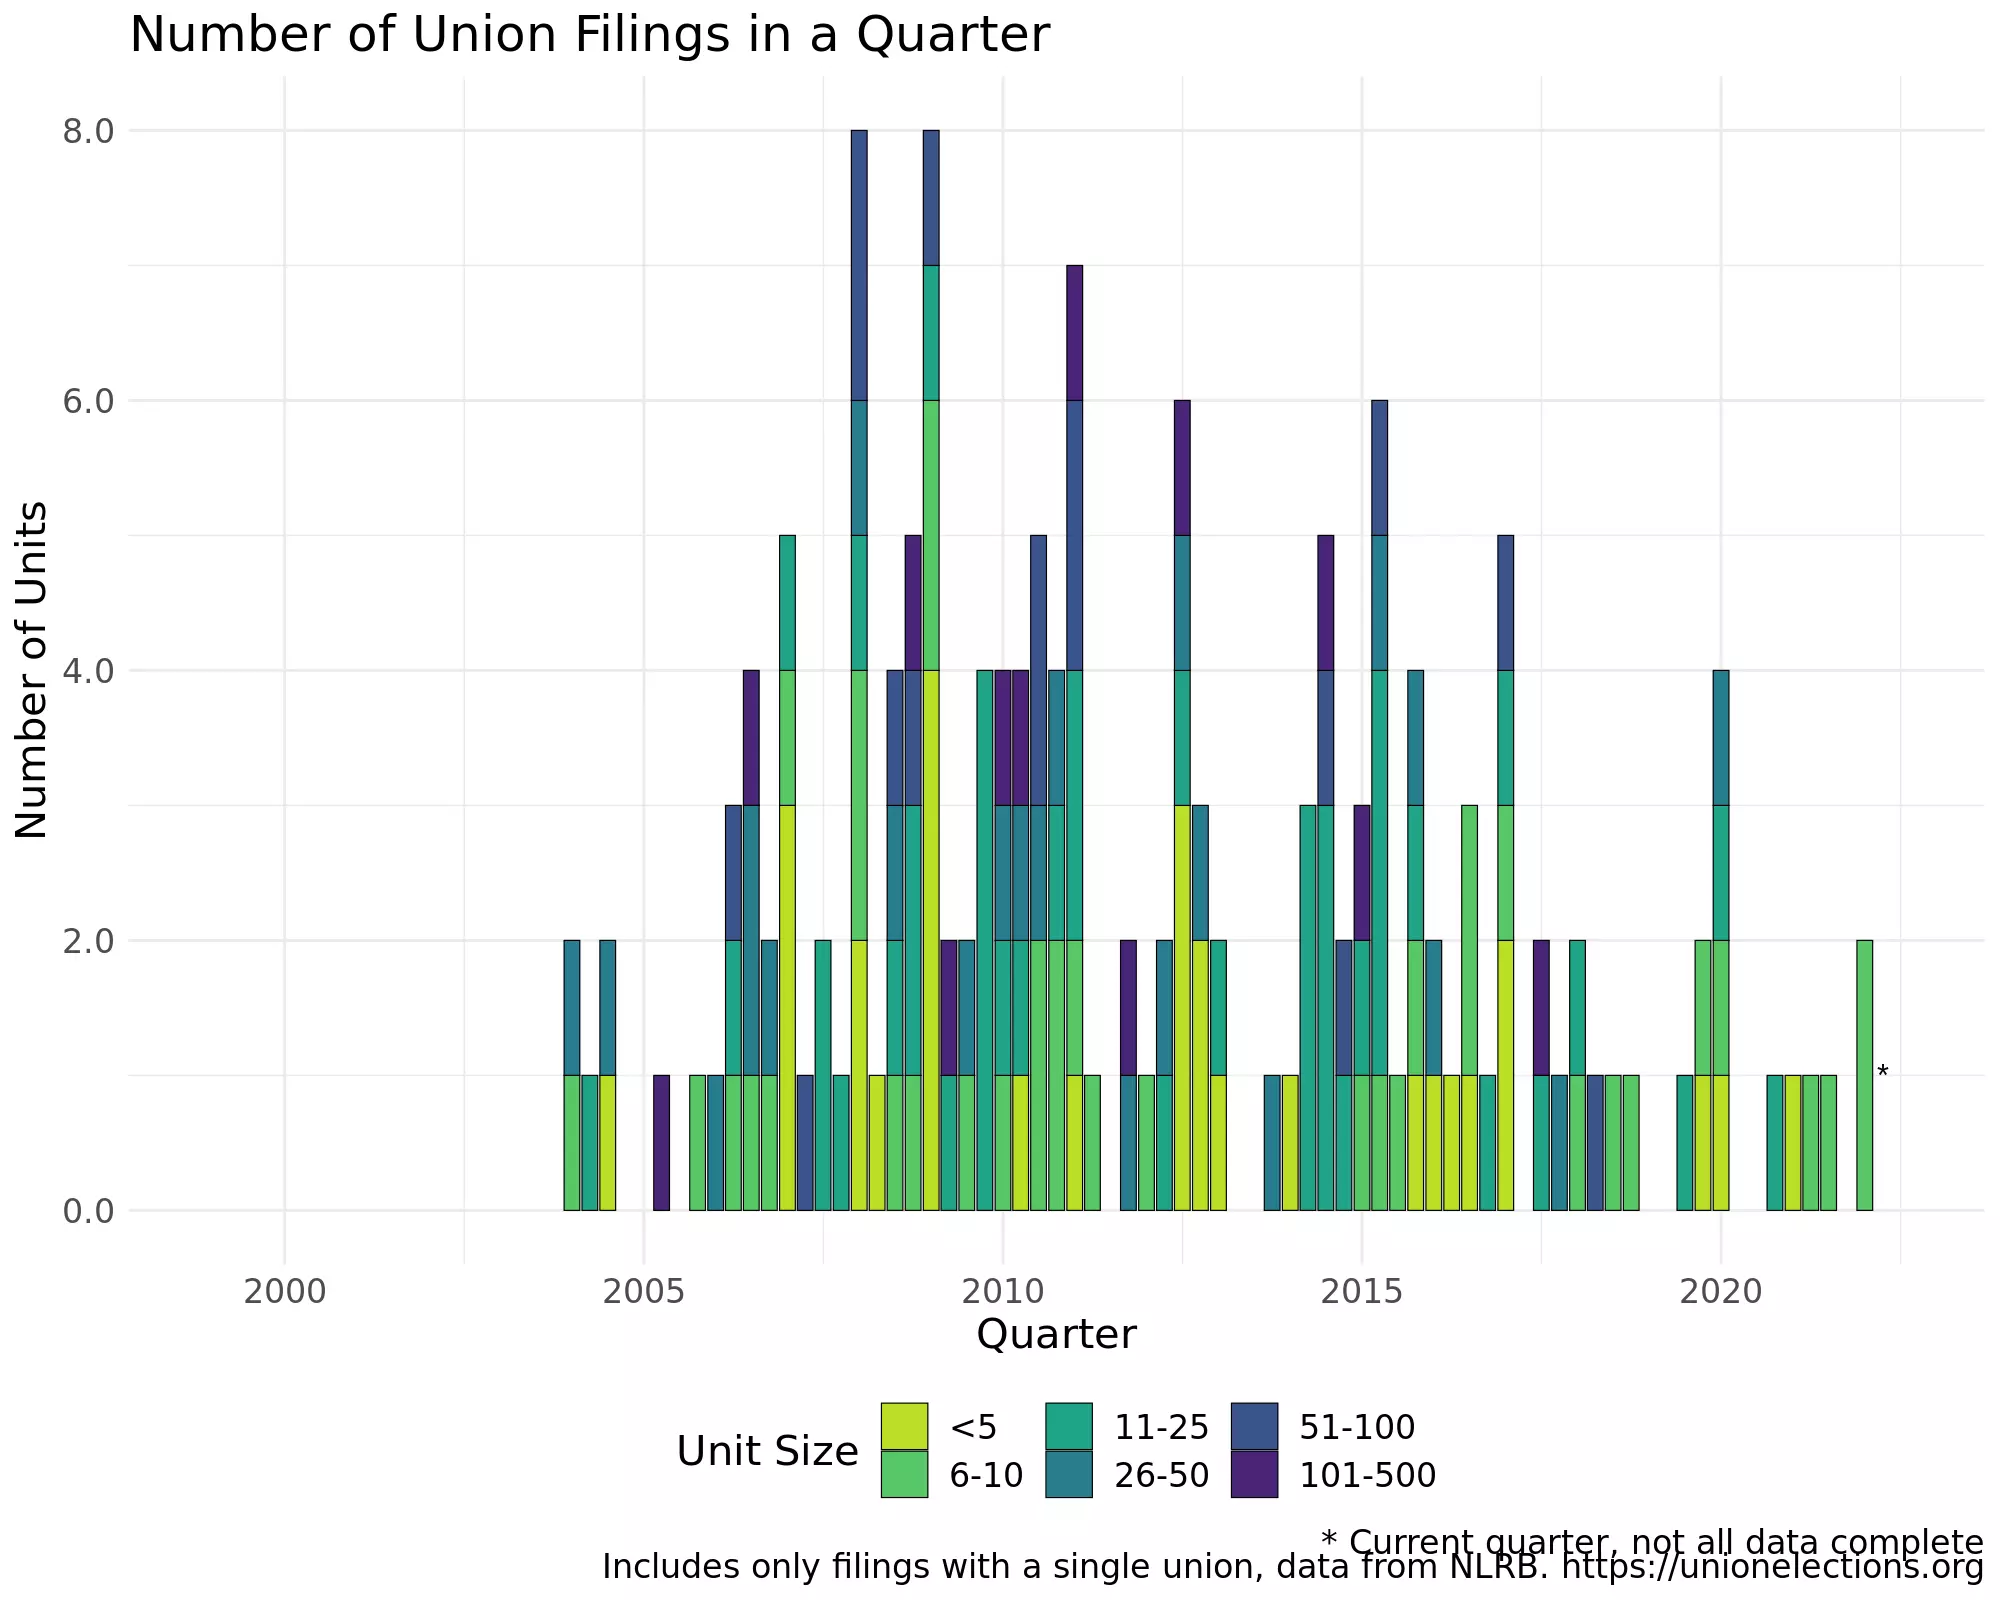 Number of Union Filings in a Quarter
8.0
6.0
4.0
2.0
0.0
Number of Units
*
2000 2005 2010 2015 2020
Quarter
Unit Size
<5 11-25 51-100
6-10 26-50 101-500
* Current quarter, not all data complete
Includes only filings with a single union, data from NLRB. https://unionelections.org